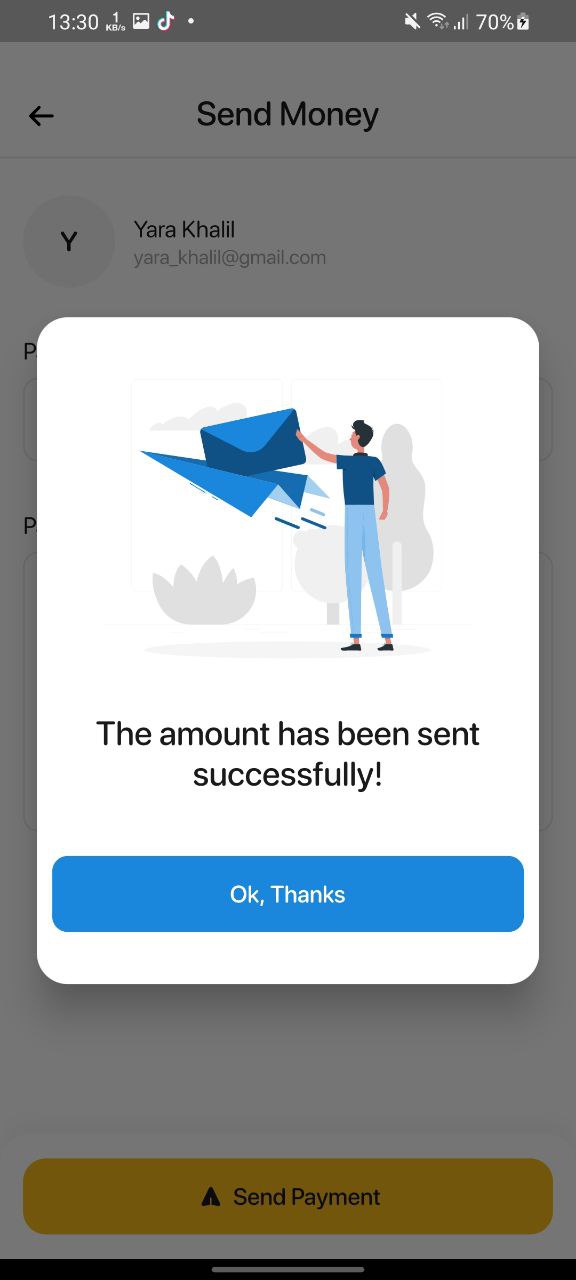 13:30 1 KB/s 70%
Send Money
Y
Yara Khalil
yara_khalil@gmail.com
The amount has been sent
successfully!
Ok, Thanks
Send Payment